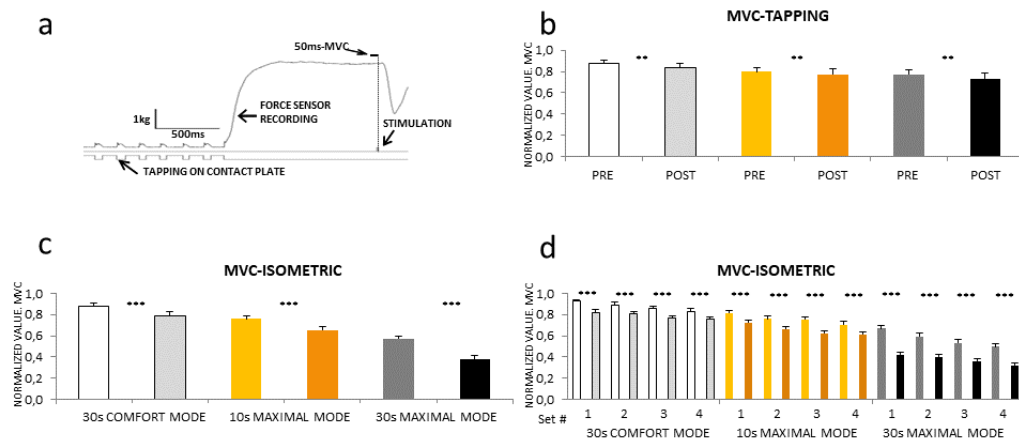 a
50ms-MVC
1kg
500ms
FORCE SENSOR
RECORDING
STIMULATION
TAPPING ON CONTACT PLATE
b
MVC-TAPPING
NORMALIZED VALUE. MVC
1,0
0,8
0,6
0,4
0,2
0,0
** ** **
PRE POST PRE POST PRE POST
c
MVC-ISOMETRIC
NORMALIZED VALUE. MVC
1,0
0,8
0,6
0,4
0,2
0,0
*** *** ***
30s COMFORT MODE 10s MAXIMAL MODE 30s MAXIMAL MODE
d
MVC-ISOMETRIC
NORMALIZED VALUE. MVC
1,0
0,8
0,6
0,4
0,2
0,0
*** *** *** *** *** *** *** *** *** *** *** ***
Set # 1 2 3 4 1 2 3 4 1 2 3 4
30s COMFORT MODE 10s MAXIMAL MODE 30s MAXIMAL MODE